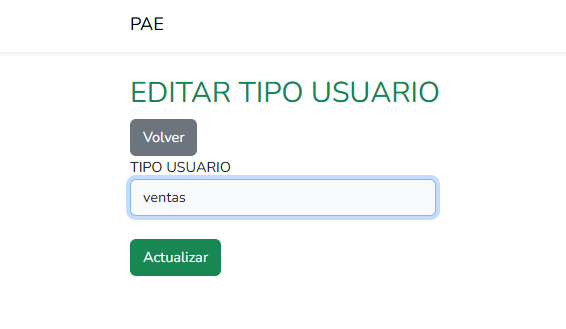 PAE
EDITAR TIPO USUARIO
Volver
TIPO USUARIO
ventas
Actualizar